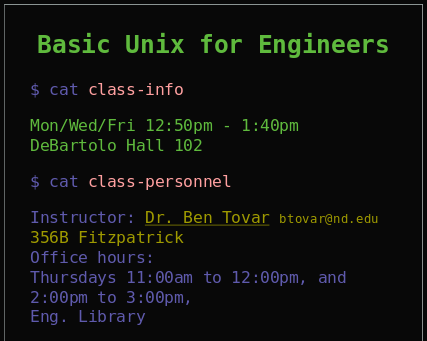 Basic Unix for Engineers
$ cat class-info
Mon/Wed/Fri 12:50pm - 1:40pm
DeBartolo Hall 102
$ cat class-personnel
Instructor: Dr. Ben Tovar btovar@nd.edu
356B Fitzpatrick
Office hours:
Thursdays 11:00am to 12:00pm, and
2:00pm to 3:00pm,
Eng. Library